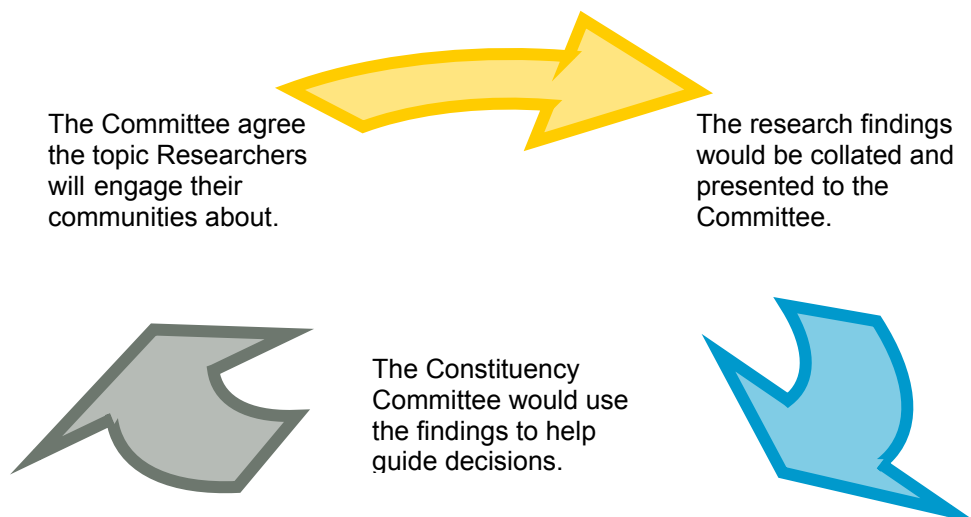 The Committee agree
the topic Researchers
will engage their
communities about.
The research findings
would be collated and
presented to the
Committee.
The Constituency
Committee would use
the findings to help
guide decisions.